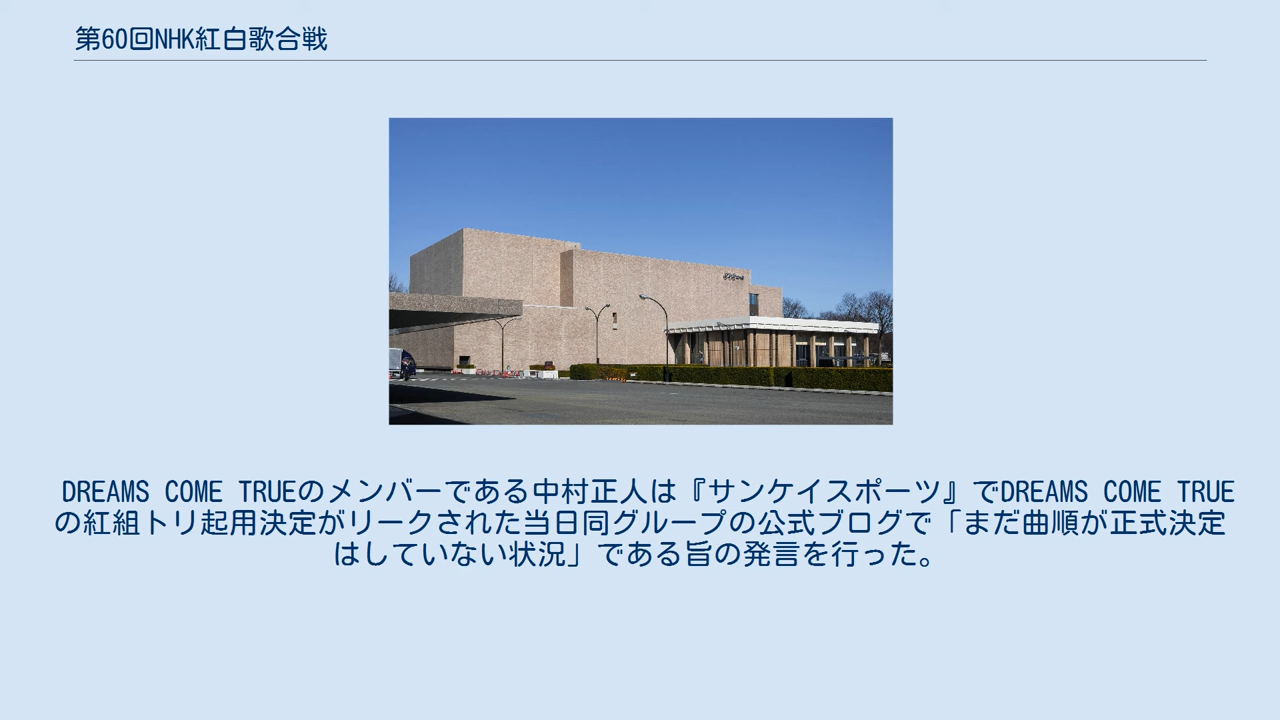 第60回NHK紅白歌合戦
DREAMS COME TRUEのメンバーである中村正人は『サンケイスポーツ』でDREAMS COME TRUE
の紅組トリ起用決定がリークされた当日同グループの公式ブログで「まだ曲順が正式決定
はしていない状況」である旨の発言を行った。